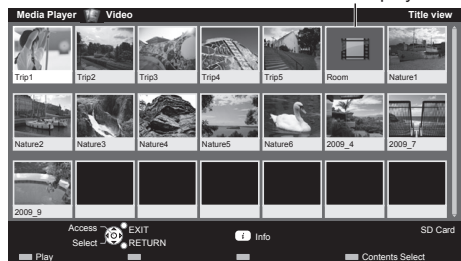 Media Player Video Title view
Trip1 Trip2 Trip3 Trip4 Trip5 Room Nature1
Nature2 Nature3 Nature4 Nature5 Nature6 2009_4 2009_7
2009_9
Access EXIT
Select RETURN
i Info
SD Card
Play Contents Select